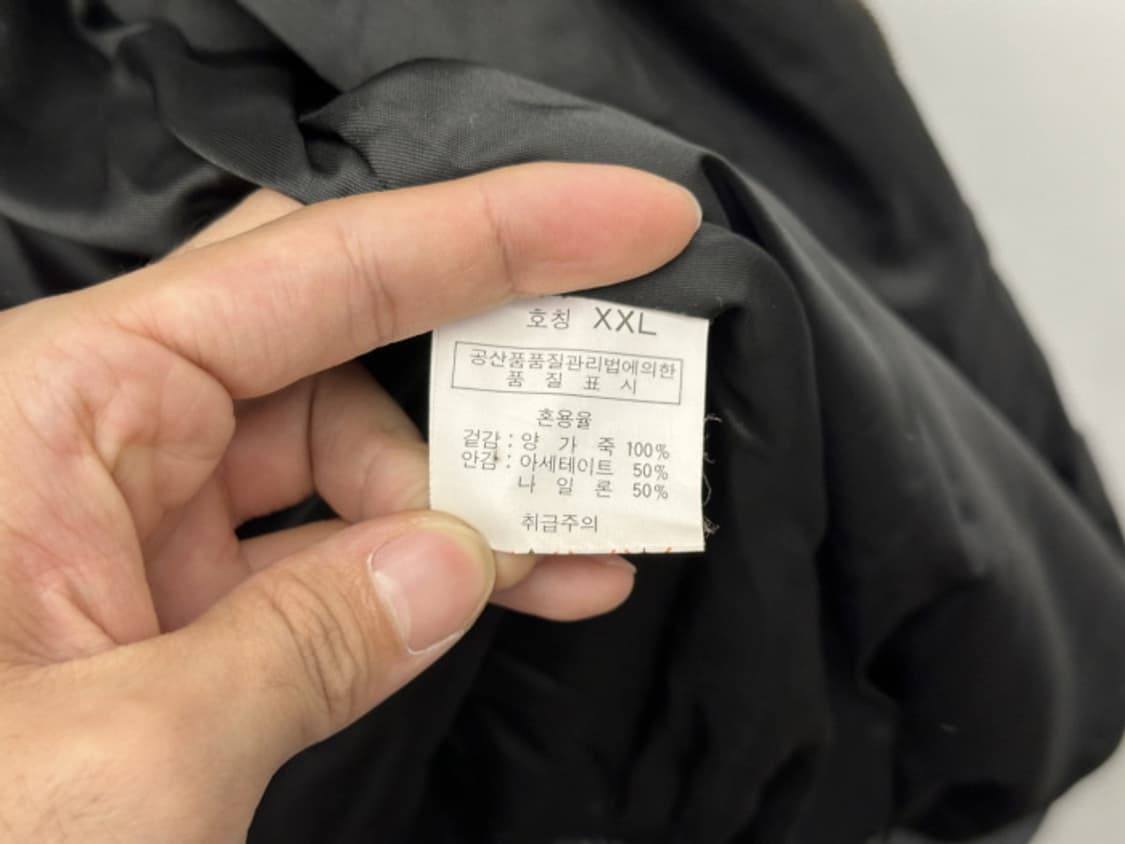 호칭 XXL
공산품품질관리법에의한
품 질 표 시
혼용율
겉감 : 양 가 죽 100%
안감 : 아세테이트 50%
나 일 론 50%
취급주의